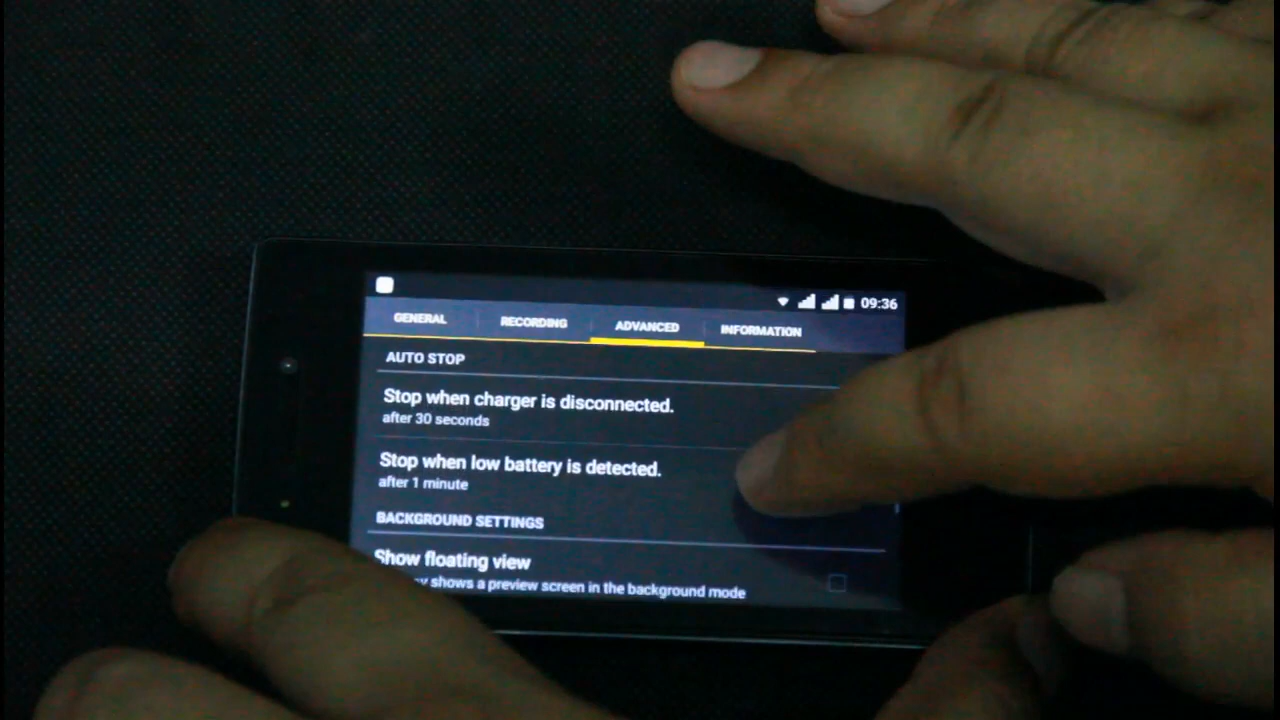 09:36
GENERAL RECORDING ADVANCED INFORMATION
AUTO STOP
Stop when charger is disconnected.
after 30 seconds
Stop when low battery is detected.
after 1 minute
BACKGROUND SETTINGS
Show floating view
shows a preview screen in the background mode